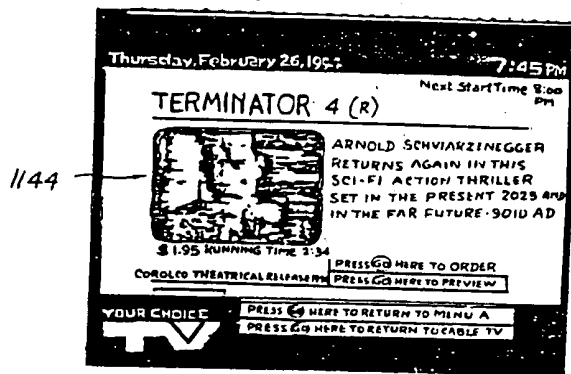 Thursday, February 26, 7:45 PM
Next Start Time 8:00 PM
TERMINATOR 4 (R)
1144
ARNOLD SCHWARZENEGGER
RETURNS AGAIN IN THIS
SCI-FI ACTION THRILLER
SET IN THE PRESENT 2025 AND
IN THE FAR FUTURE-9010 AD
$1.95 RUNNING TIME 2:34
PRESS GO HERE TO ORDER
COROLCO THEATRICAL RELEASE
PRESS GO HERE TO PREVIEW
YOUR CHOICE
TV
PRESS GO HERE TO RETURN TO MENU A
PRESS GO HERE TO RETURN TO CABLE TV